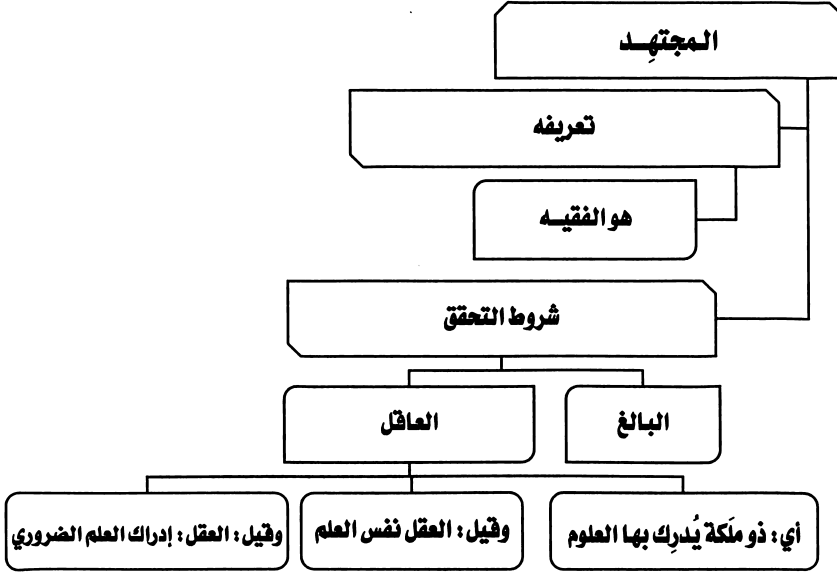 المجتهِـد
تعريفه
هو الفقيـه
شروط التحقق
البالغ
العاقل
أي: ذو ملَكة يُدرِك بها العلوم
وقيل: العقل نفس العلم
وقيل: العقل: إدراك العلم الضروري